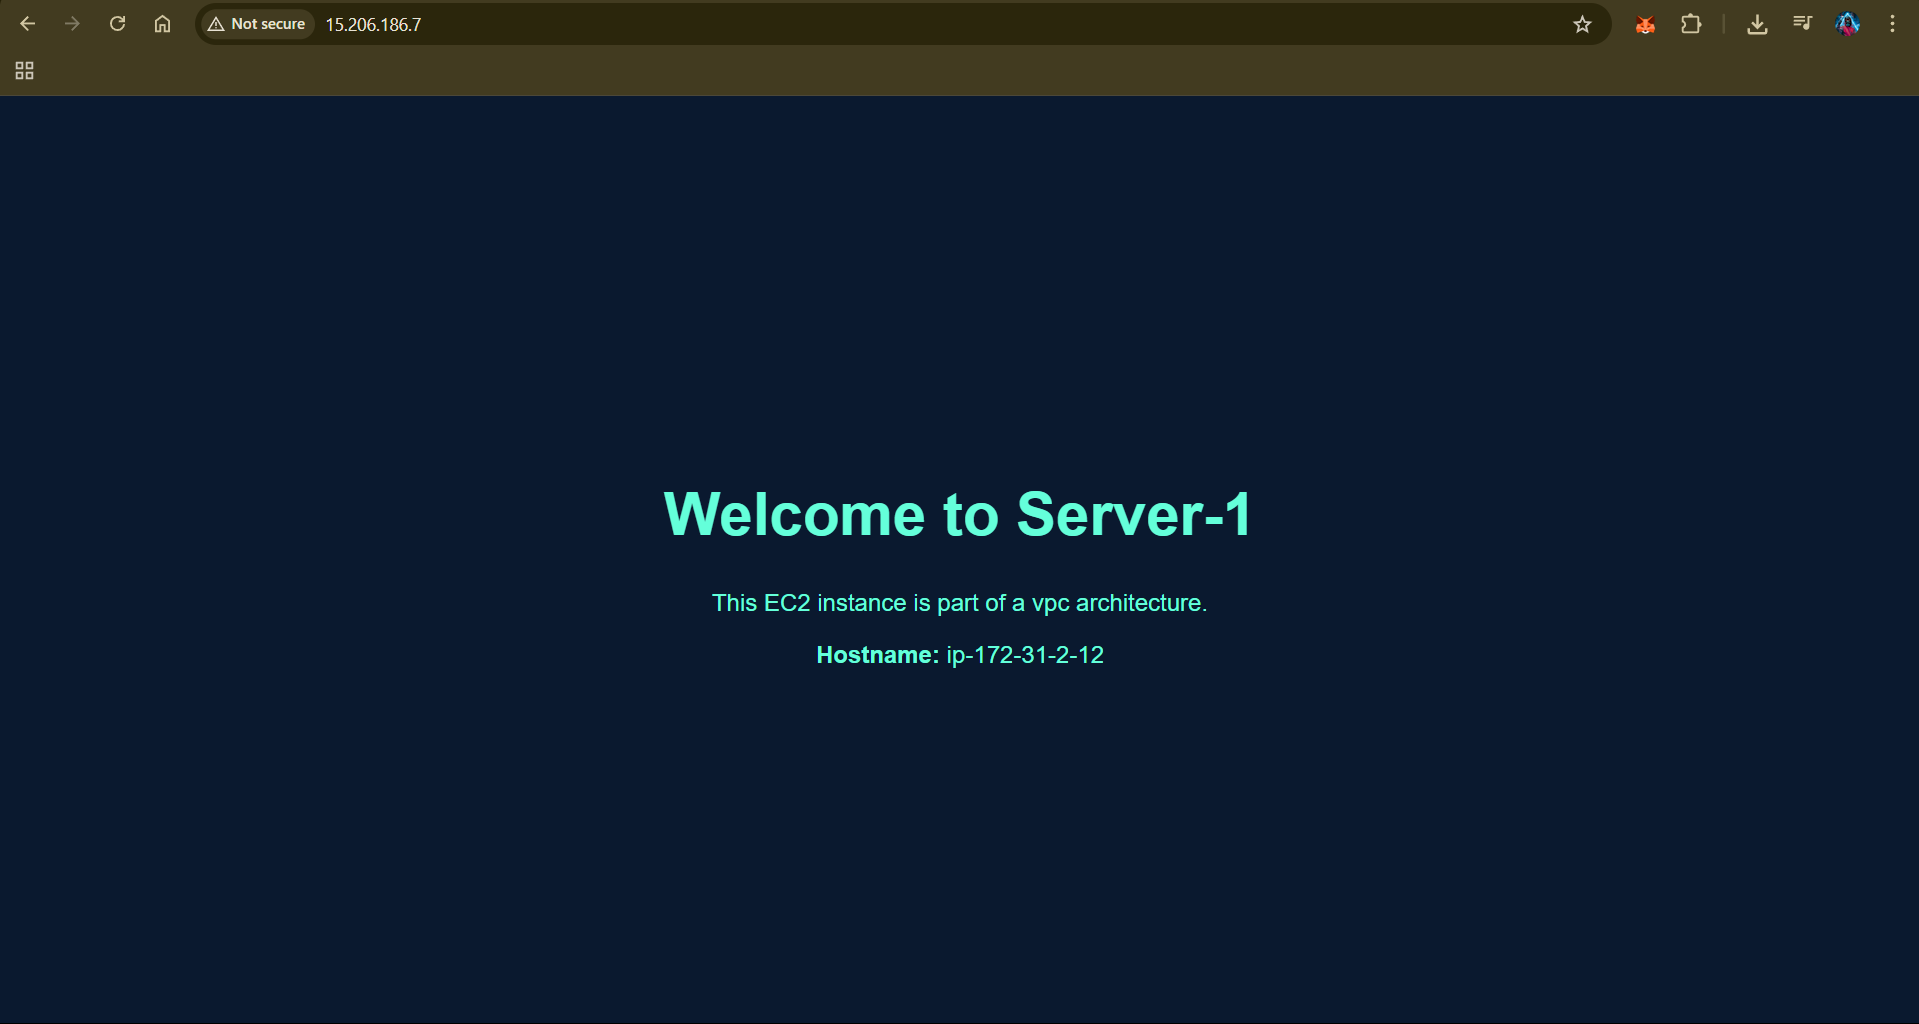 Not secure 15.206.186.7
Welcome to Server-1
This EC2 instance is part of a vpc architecture.
Hostname: ip-172-31-2-12